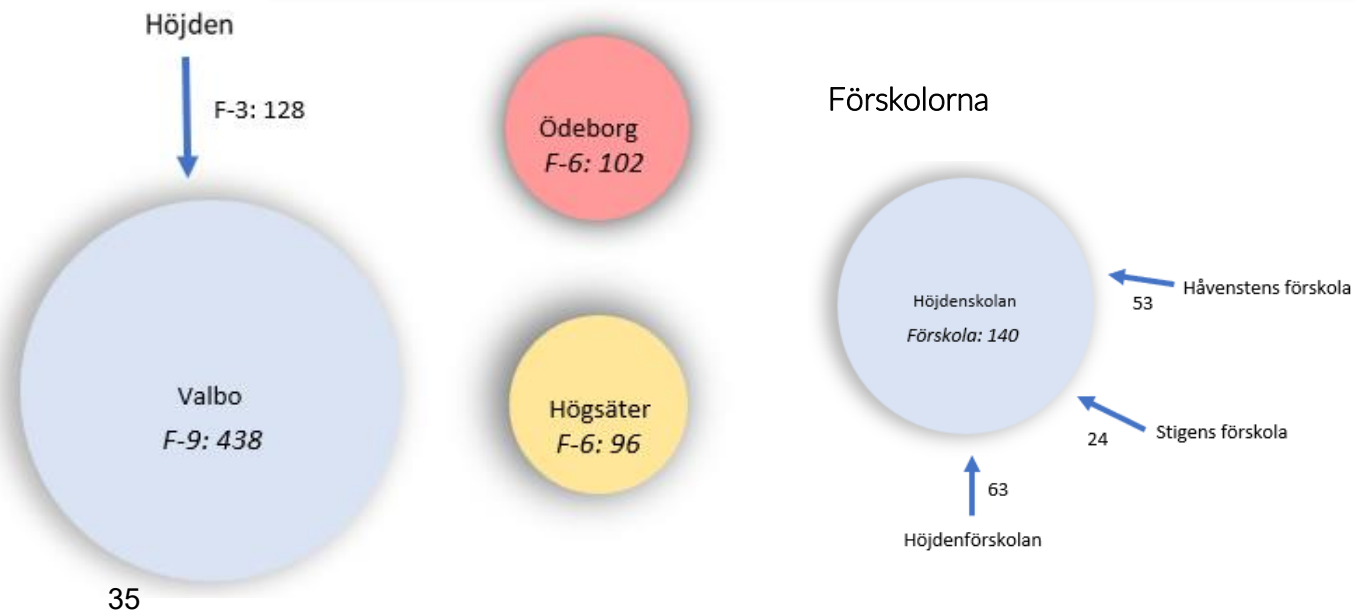 Höjden
F-3: 128
Valbo
F-9: 438
Ödeborg
F-6: 102
Högsäter
F-6: 96
Förskolorna
Höjdenskolan
Förskola: 140
53
Håvenstens förskola
24
Stigens förskola
63
Höjdenförskolan
35